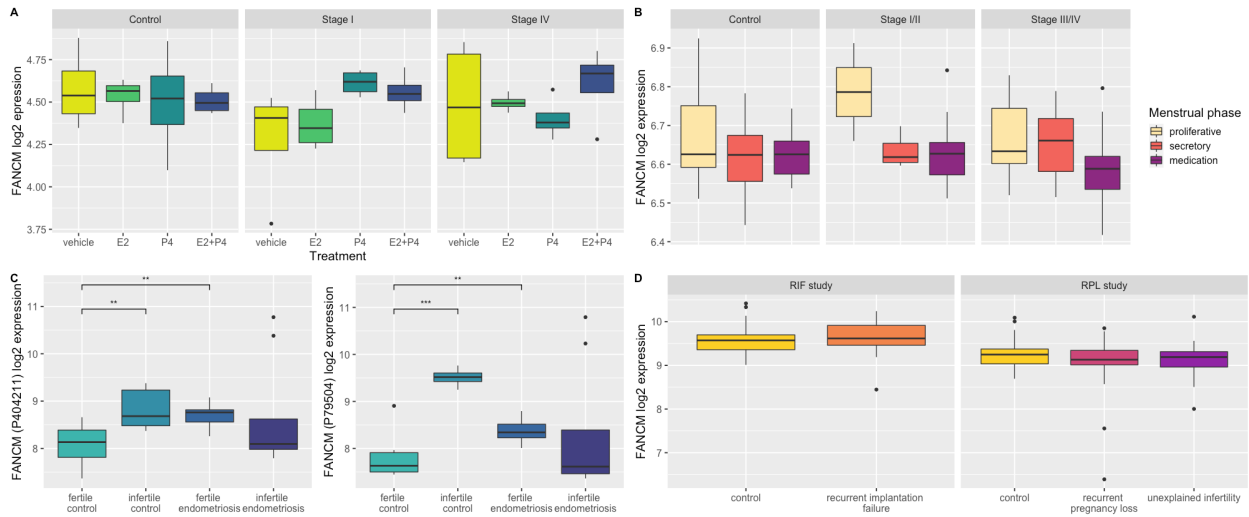 A
Control
Stage I
Stage IV
FANCM log2 expression
4.75
4.50
4.25
4.00
3.75
vehicle E2 P4 E2+P4
vehicle E2 P4 E2+P4
vehicle E2 P4 E2+P4
Treatment
B
Control
Stage I/II
Stage III/IV
FANCM log2 expression
6.9
6.8
6.7
6.6
6.5
6.4
Menstrual phase
proliferative
secretory
medication
C
FANCM (P404211) log2 expression
11
10
9
8
**
**
fertile
control
infertile
control
fertile
endometriosis
infertile
endometriosis
FANCM (P79504) log2 expression
11
10
9
8
**
***
fertile
control
infertile
control
fertile
endometriosis
infertile
endometriosis
D
RIF study
RPL study
FANCM log2 expression
10
9
8
7
control
recurrent implantation
failure
control
recurrent
pregnancy loss
unexplained infertility